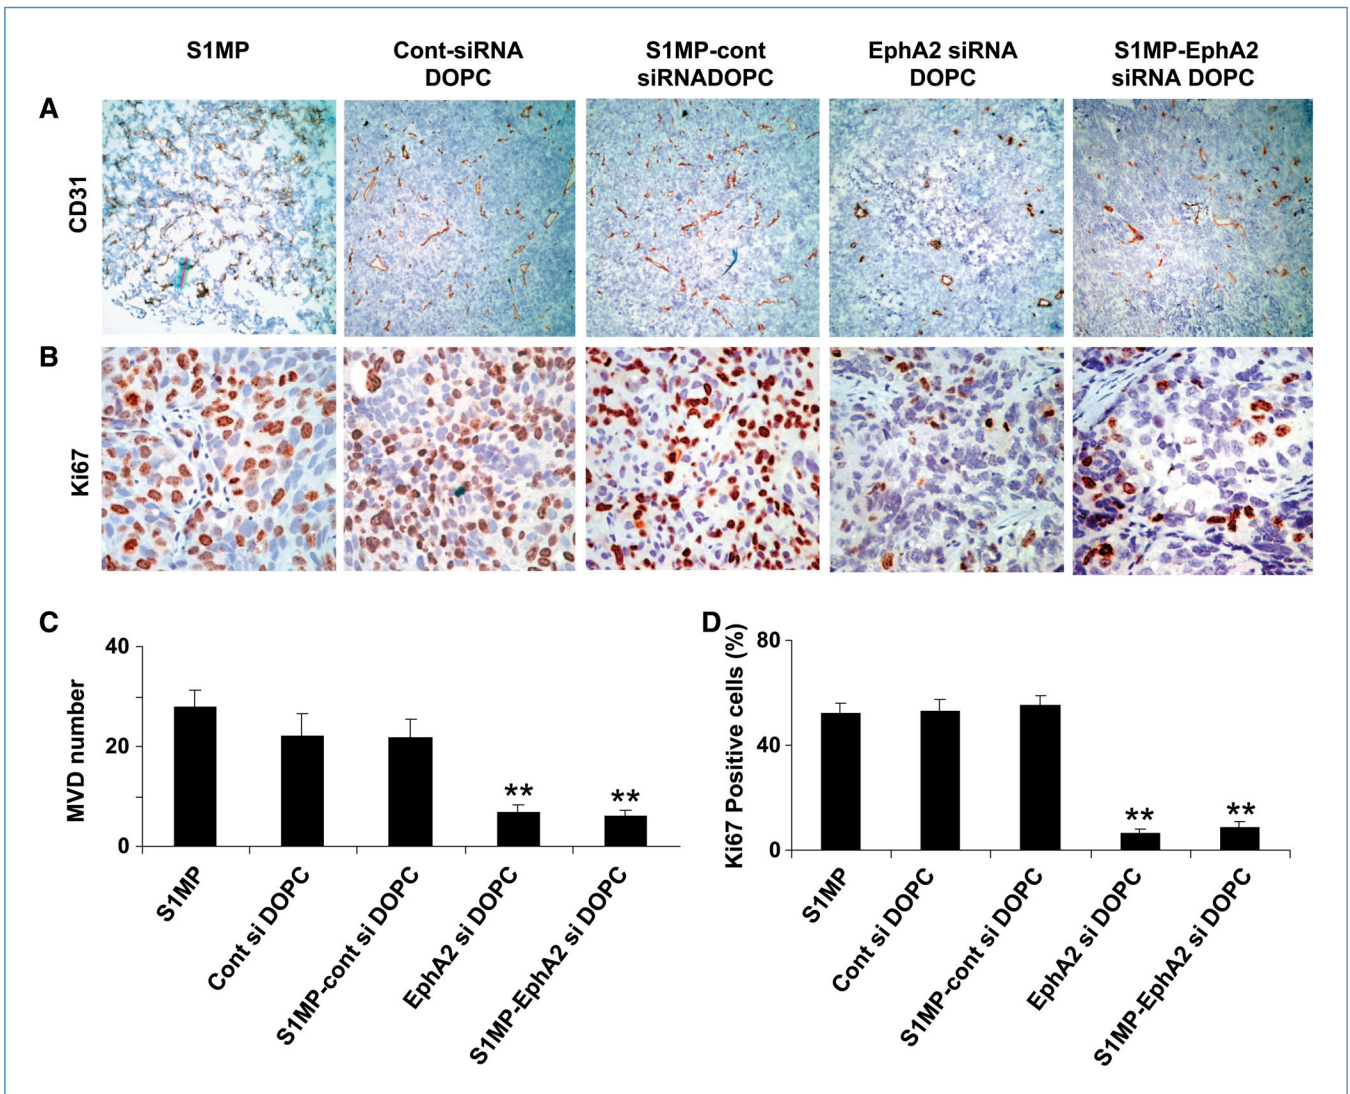 S1MP
Cont-siRNA
DOPC
S1MP-cont
siRNADOPC
EphA2 siRNA
DOPC
S1MP-EphA2
siRNA DOPC
A
CD31
B
Ki67
C
MVD number
40
20
0
**
**
S1MP
Cont si DOPC
S1MP-cont si DOPC
EphA2 si DOPC
S1MP-EphA2 si DOPC
D
Ki67 Positive cells (%)
80
40
0
**
**
S1MP
Cont si DOPC
S1MP-cont si DOPC
EphA2 si DOPC
S1MP-EphA2 si DOPC